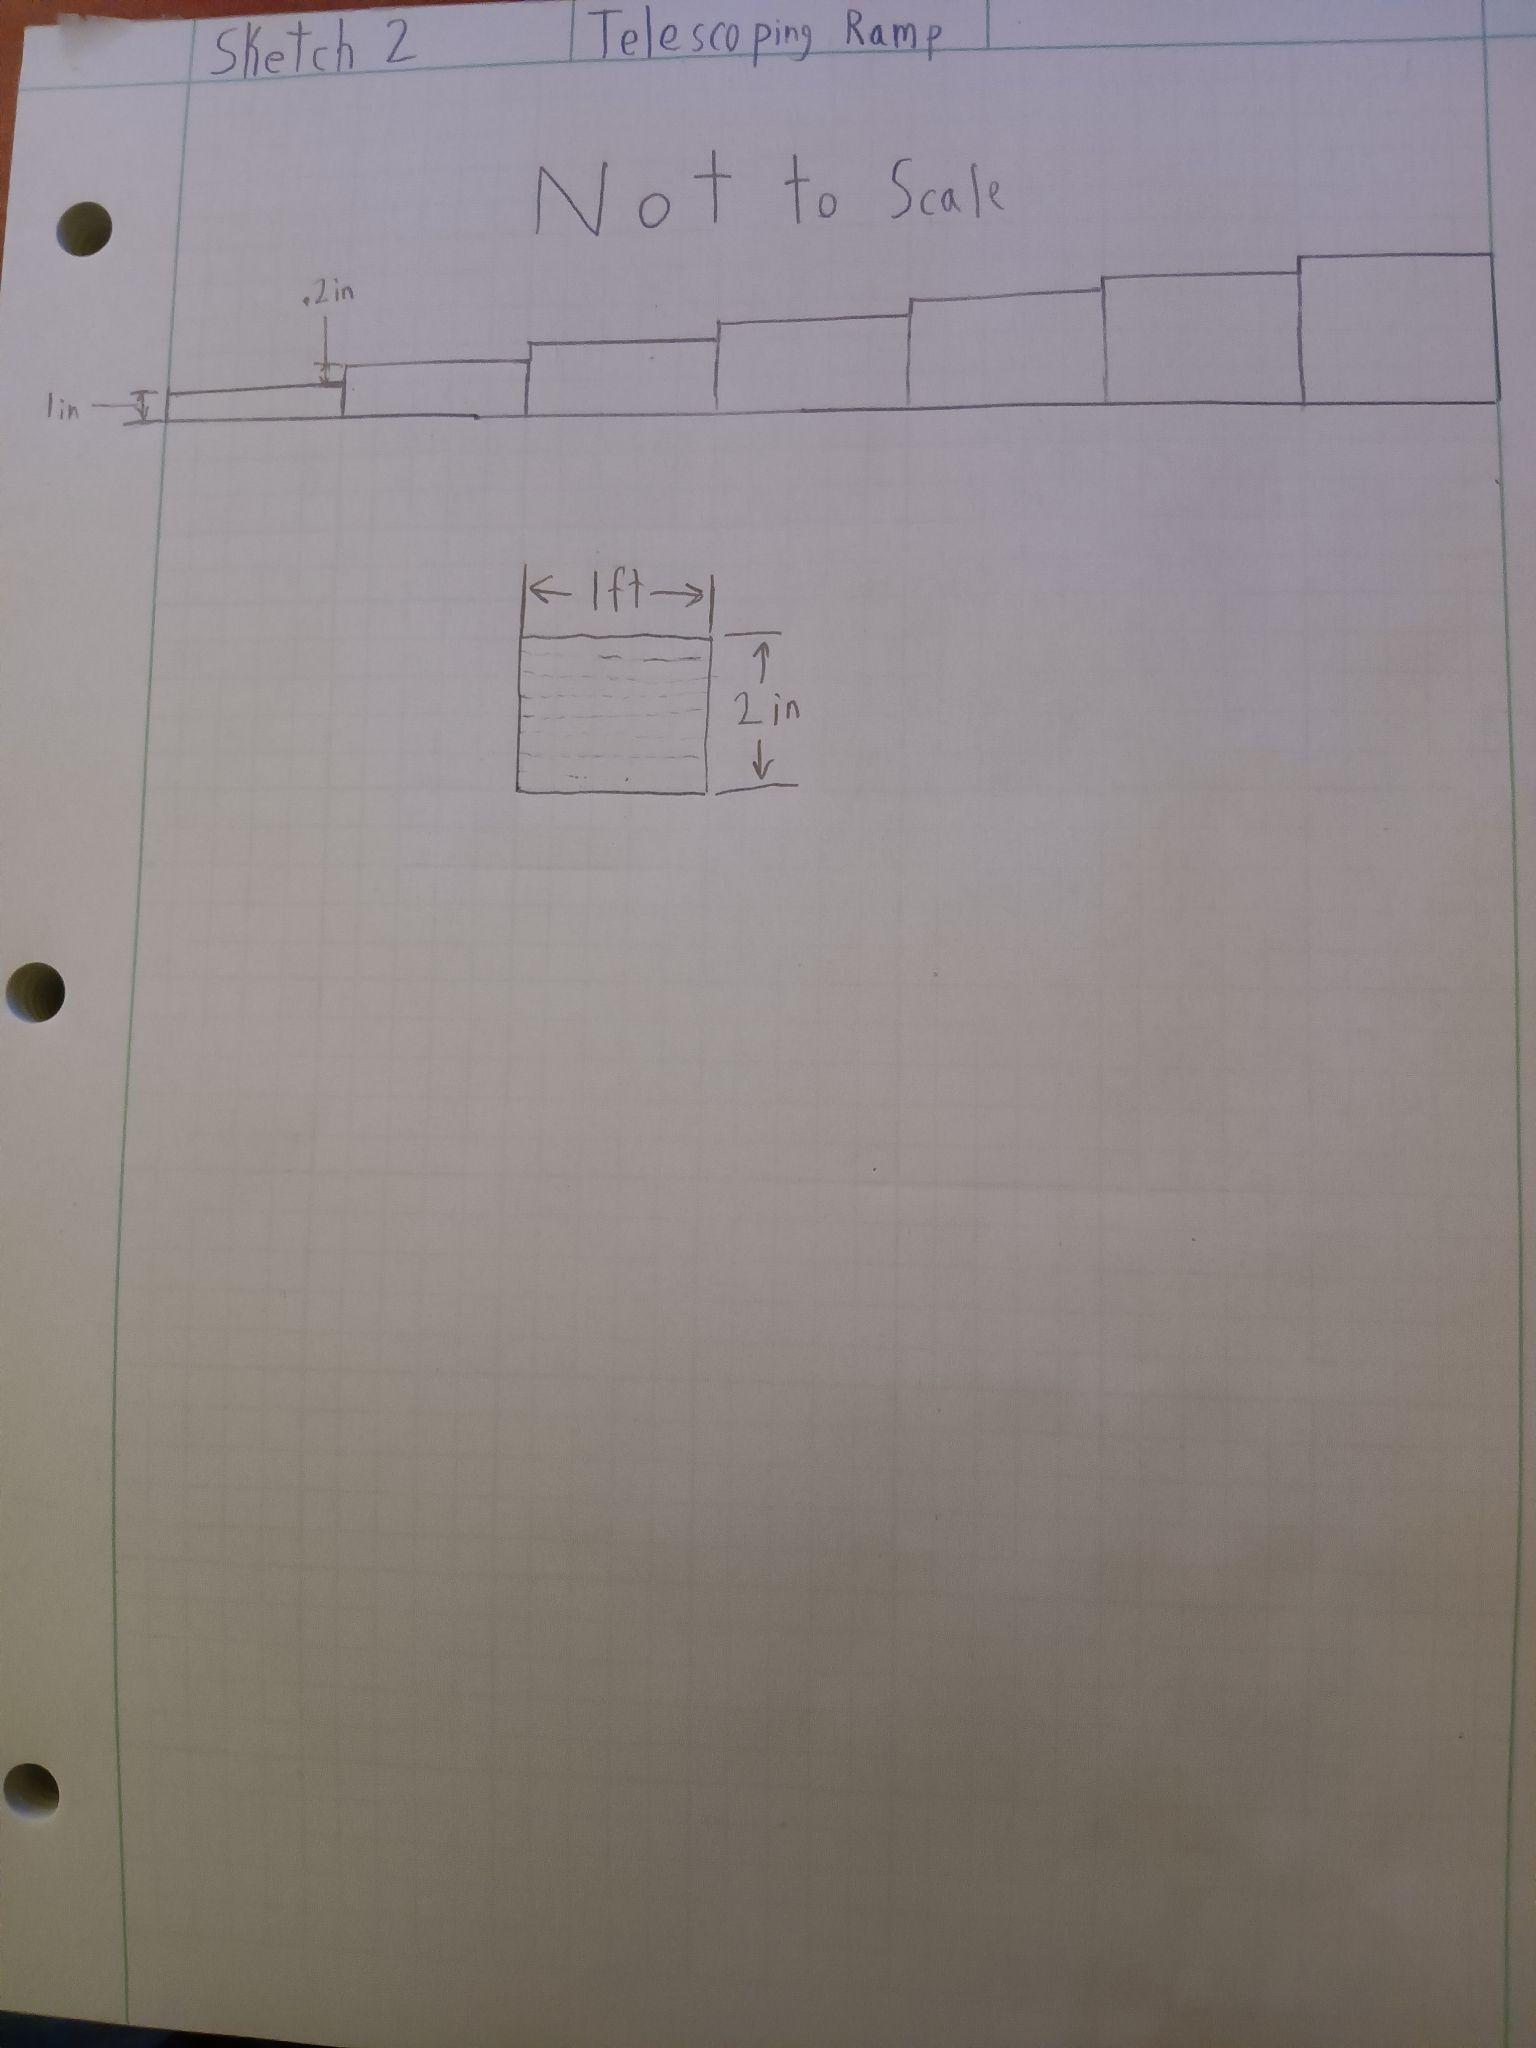 Sketch 2
Telescoping Ramp
Not to Scale
.2in
1in
1ft
2in